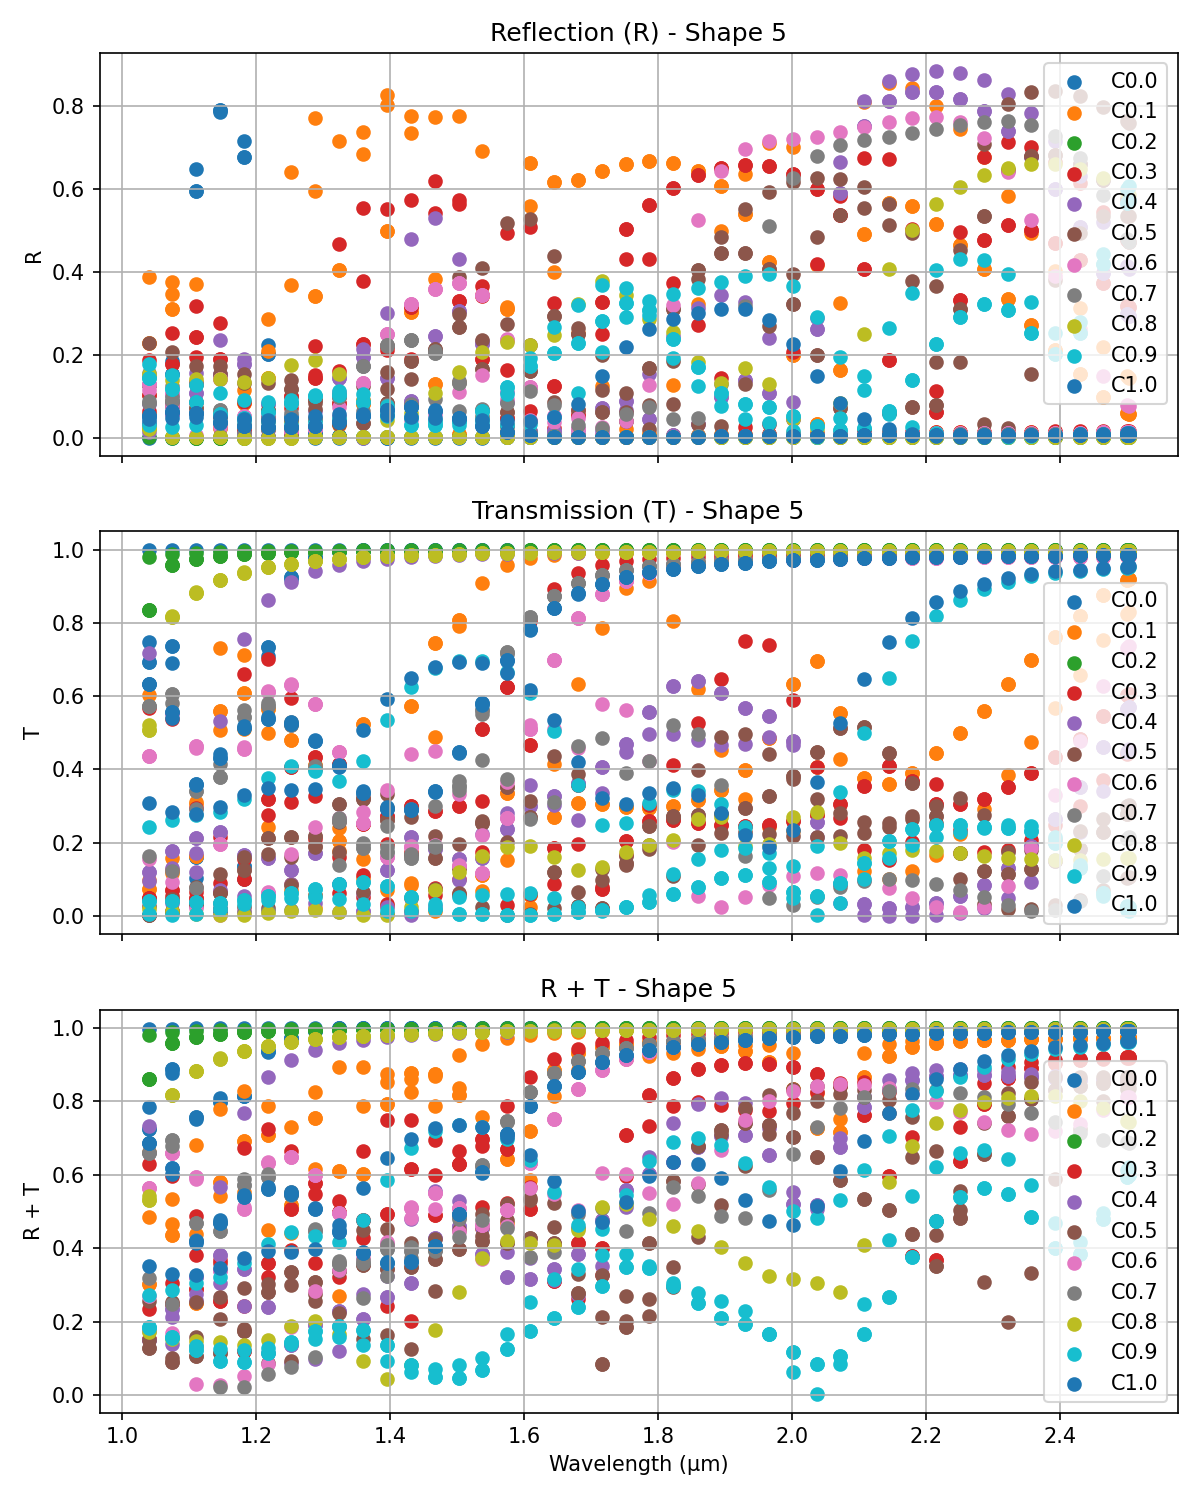 Reflection (R) - Shape 5
R
0.8
0.6
0.4
0.2
0.0
C0.0
C0.1
C0.2
C0.3
C0.4
C0.5
C0.6
C0.7
C0.8
C0.9
C1.0
Transmission (T) - Shape 5
T
1.0
0.8
0.6
0.4
0.2
0.0
C0.0
C0.1
C0.2
C0.3
C0.4
C0.5
C0.6
C0.7
C0.8
C0.9
C1.0
R + T - Shape 5
R + T
1.0
0.8
0.6
0.4
0.2
0.0
C0.0
C0.1
C0.2
C0.3
C0.4
C0.5
C0.6
C0.7
C0.8
C0.9
C1.0
1.0 1.2 1.4 1.6 1.8 2.0 2.2 2.4
Wavelength (μm)